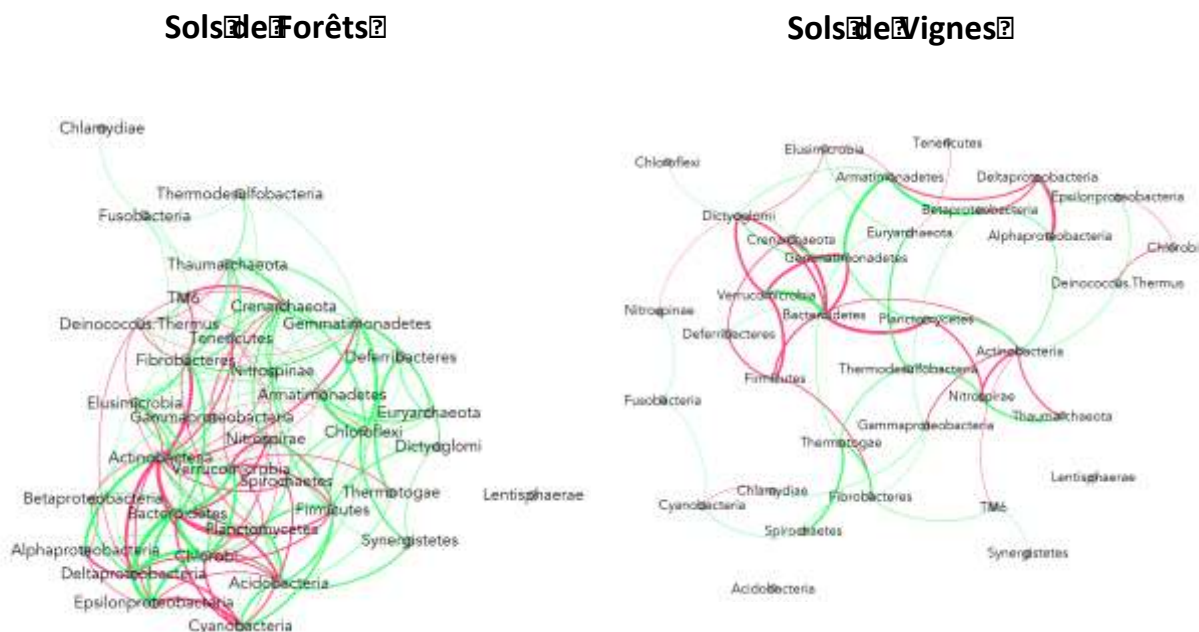 Sols de Forêts
Sols de Vignes
Chlamydiae
Thermodesulfobacteria
Fusobacteria
Thaumarchaeota
TM6
Crenarchaeota
Deinococcus.Thermus
Gemmatimonadetes
Tenericutes
Fibrobacteres
Deferribacteres
Nitrospinae
Armatimonadetes
Elusimicrobia
Euryarchaeota
Gammaproteobacteria
Chloroflexi
Nitrospirae
Dictyoglomi
Actinobacteria
Verrucomicrobia
Spirochaetes
Betaproteobacteria
Thermotogae
Lentisphaerae
Bacteroidetes
Firmicutes
Planctomycetes
Synergistetes
Alphaproteobacteria
Chlorobi
Deltaproteobacteria
Acidobacteria
Epsilonproteobacteria
Cyanobacteria
Tenericutes
Elusimicrobia
Chloroflexi
Armatimonadetes
Deltaproteobacteria
Epsilonproteobacteria
Dictyoglomi
Betaproteobacteria
Crenarchaeota
Euryarchaeota
Alphaproteobacteria
Chlorobi
Gemmatimonadetes
Deinococcus.Thermus
Verrucomicrobia
Nitrospinae
Bacteroidetes
Planctomycetes
Deferribacteres
Actinobacteria
Thermodesulfobacteria
Firmicutes
Nitrospirae
Fusobacteria
Thaumarchaeota
Gammaproteobacteria
Thermotogae
Lentisphaerae
Chlamydiae
Fibrobacteres
Cyanobacteria
TM6
Spirochaetes
Synergistetes
Acidobacteria